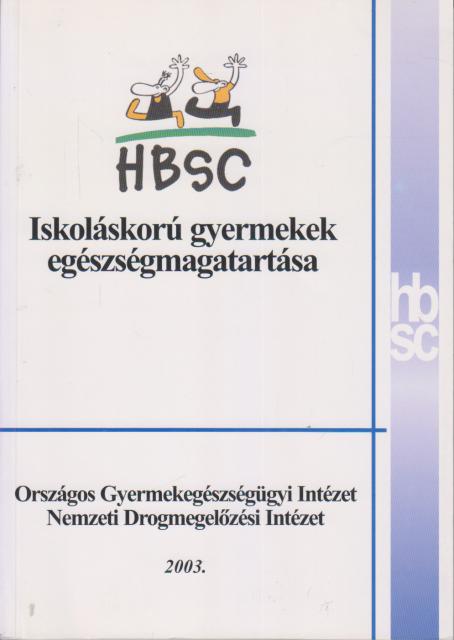 HBSC
Iskoláskorú gyermekek
egészségmagatartása
hb
sc
Országos Gyermekegészségügyi Intézet
Nemzeti Drogmegelőzési Intézet
2003.